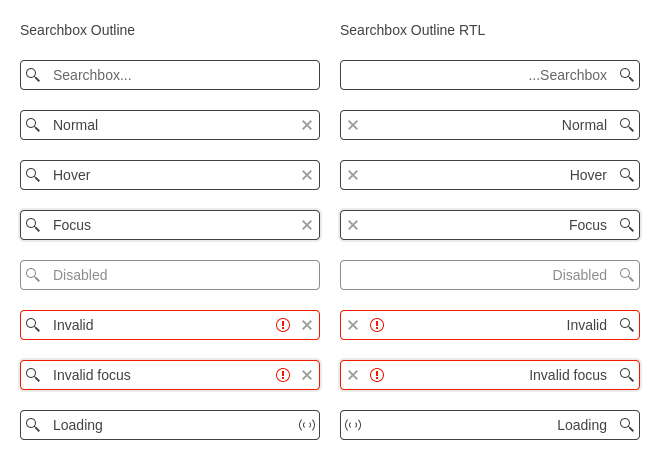 Searchbox Outline
Searchbox Outline RTL
Searchbox...
...Searchbox
Normal
Normal
Hover
Hover
Focus
Focus
Disabled
Disabled
Invalid
Invalid
Invalid focus
Invalid focus
Loading
Loading